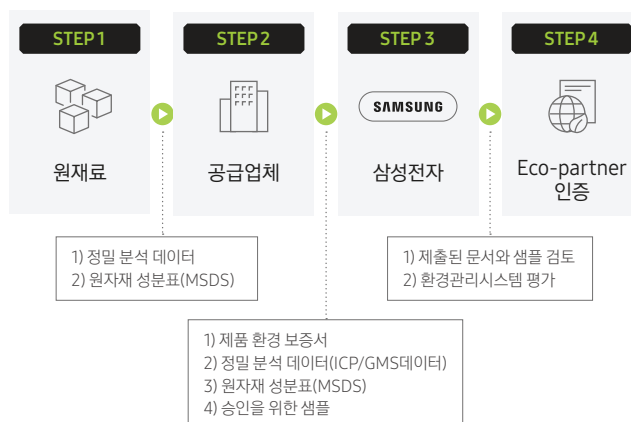 STEP 1
STEP 2
STEP 3
STEP 4
SAMSUNG
원재료
공급업체
삼성전자
Eco-partner
인증
1) 정밀 분석 데이터
2) 원자재 성분표(MSDS)
1) 제출된 문서와 샘플 검토
2) 환경관리시스템 평가
1) 제품 환경 보증서
2) 정밀 분석 데이터(ICP/GMS데이터)
3) 원자재 성분표(MSDS)
4) 승인을 위한 샘플